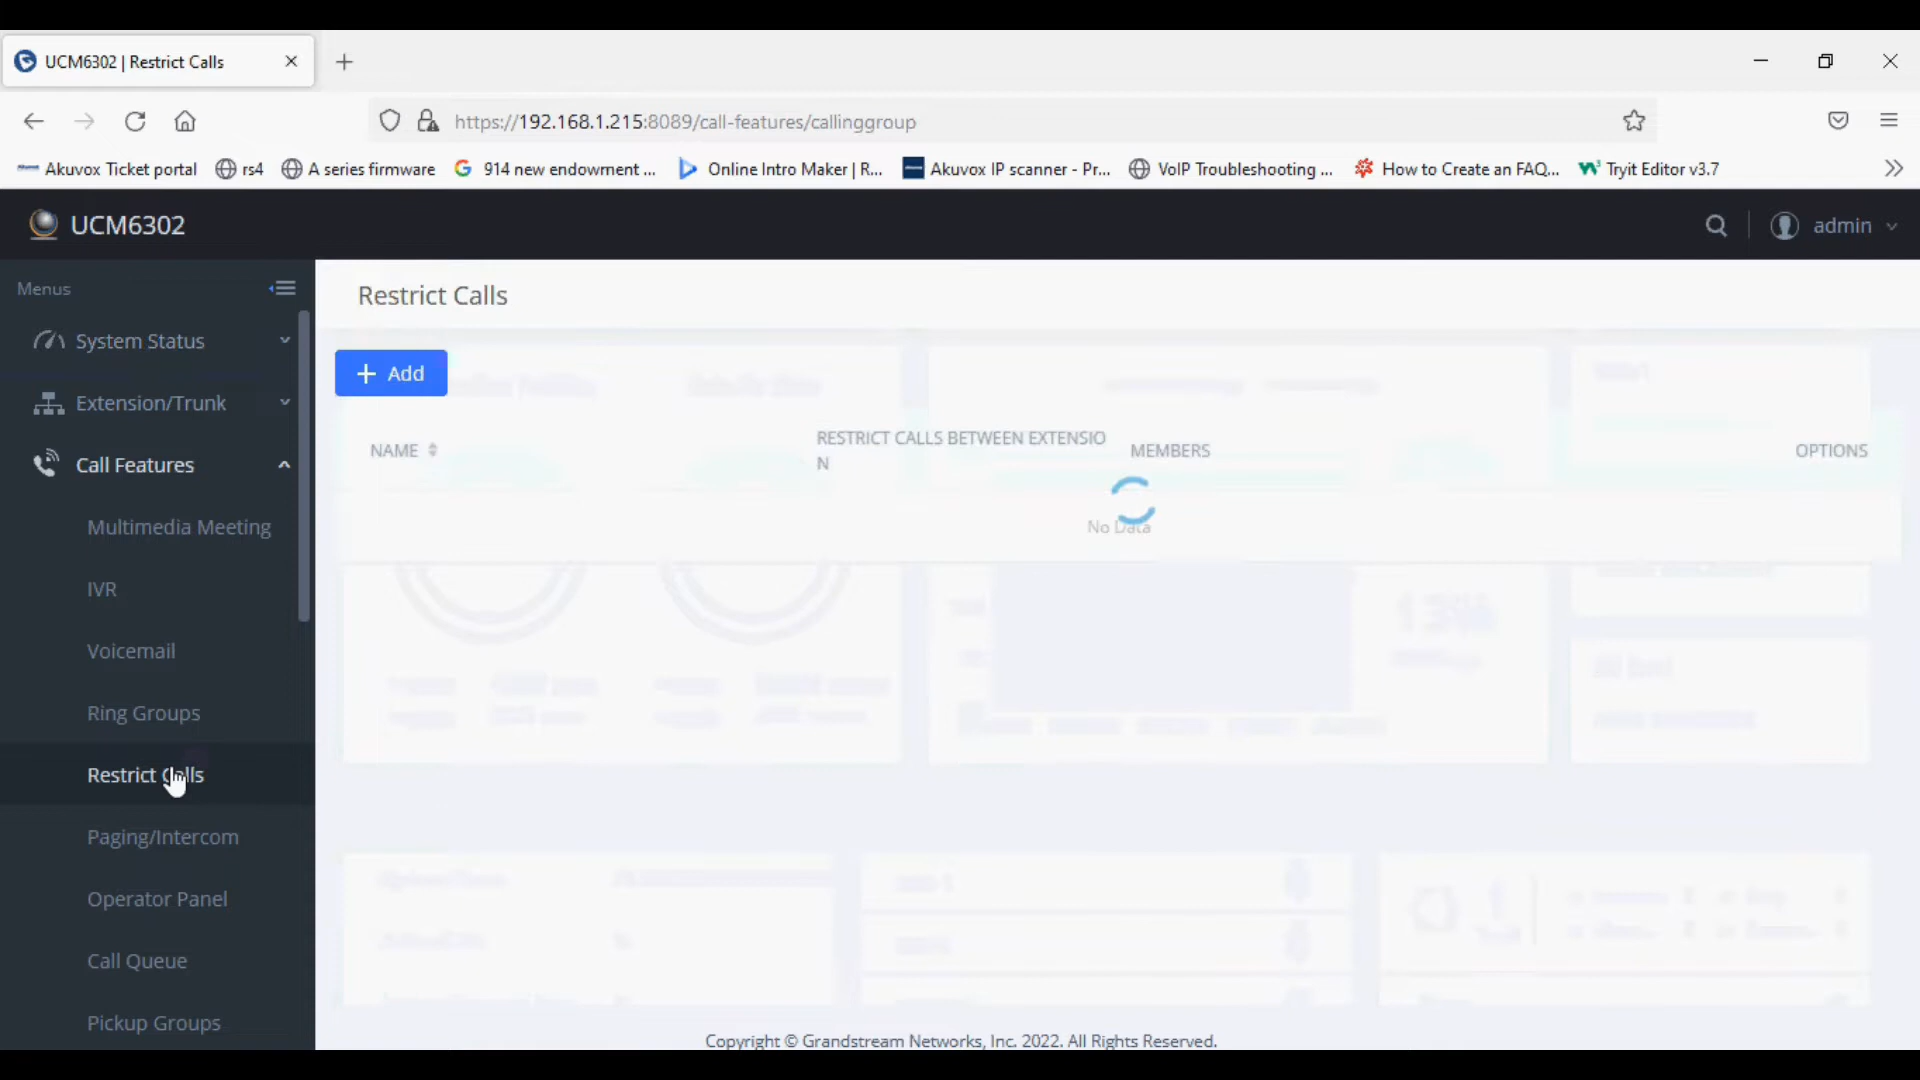 UCM6302 | Restrict Calls
https://192.168.1.215:8089/call-features/callinggroup
Akuvox Ticket portal
rs4
A series firmware
914 new endowment ...
Online Intro Maker | R...
Akuvox IP scanner - Pr...
VoIP Troubleshooting ...
How to Create an FAQ...
Tryit Editor v3.7
UCM6302
admin
Menus
System Status
Extension/Trunk
Call Features
Multimedia Meeting
IVR
Voicemail
Ring Groups
Restrict Calls
Paging/Intercom
Operator Panel
Call Queue
Pickup Groups
Restrict Calls
+ Add
NAME
RESTRICT CALLS BETWEEN EXTENSIO
N
MEMBERS
OPTIONS
No Data
Copyright © Grandstream Networks, Inc. 2022. All Rights Reserved.